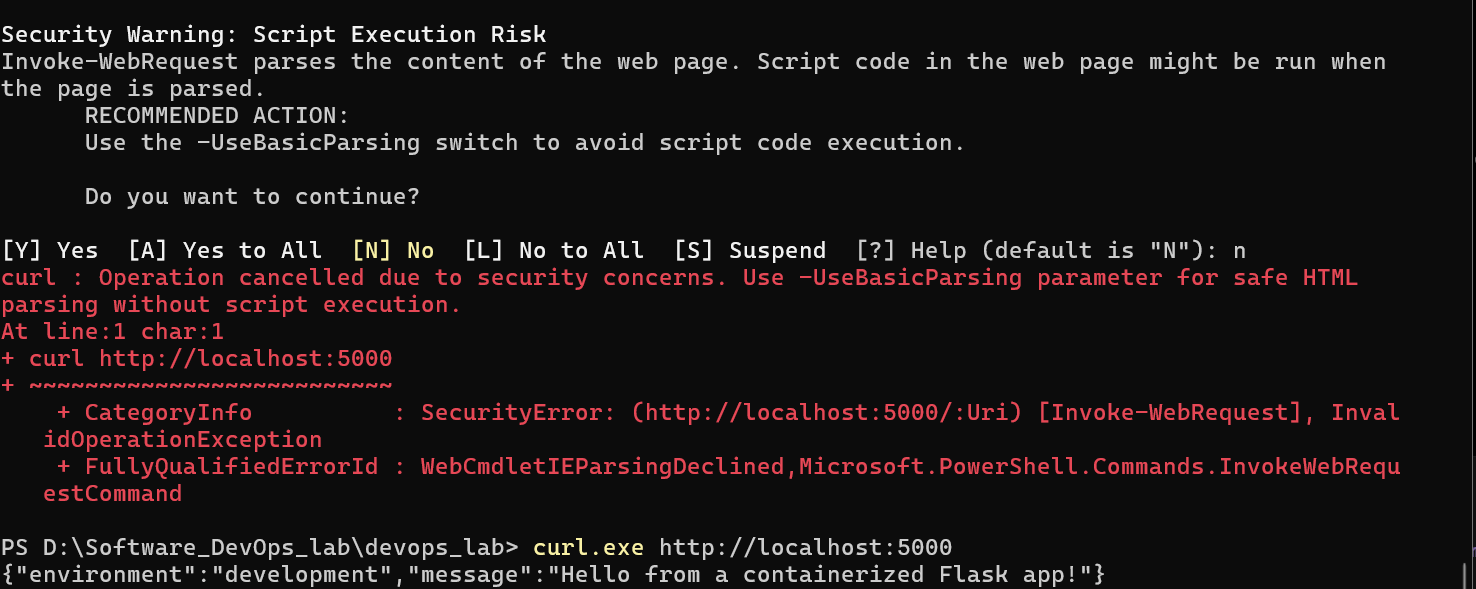 Security Warning: Script Execution Risk
Invoke-WebRequest parses the content of the web page. Script code in the web page might be run when
the page is parsed.
      RECOMMENDED ACTION:
      Use the -UseBasicParsing switch to avoid script code execution.
      Do you want to continue?
[Y] Yes  [A] Yes to All  [N] No  [L] No to All  [S] Suspend  [?] Help (default is "N"): n
curl : Operation cancelled due to security concerns. Use -UseBasicParsing parameter for safe HTML
parsing without script execution.
At line:1 char:1
+ curl http://localhost:5000
+ ~~~~~~~~~~~~~~~~~~~~~~~~~~
    + CategoryInfo          : SecurityError: (http://localhost:5000/:Uri) [Invoke-WebRequest], Inval
   idOperationException
    + FullyQualifiedErrorId : WebCmdletIEParsingDeclined,Microsoft.PowerShell.Commands.InvokeWebRequ
   estCommand
PS D:\Software_DevOps_lab\devops_lab> curl.exe http://localhost:5000
{"environment":"development","message":"Hello from a containerized Flask app!"}